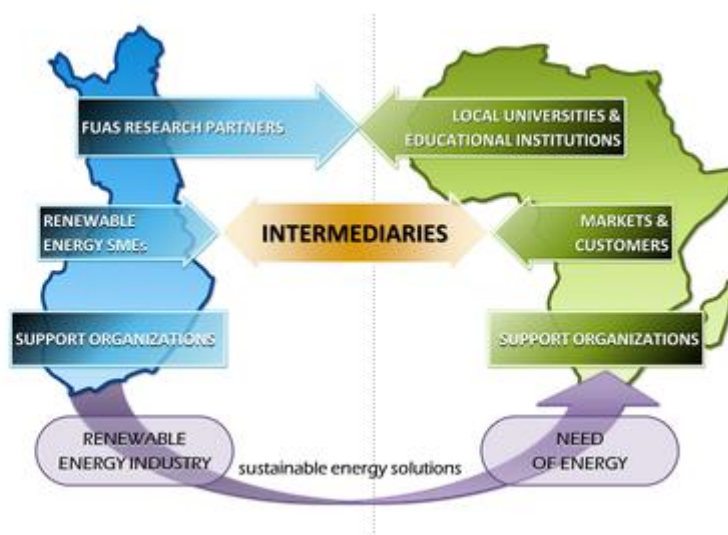 FUAS RESEARCH PARTNERS
LOCAL UNIVERSITIES &
EDUCATIONAL INSTITUTIONS
RENEWABLE
ENERGY SMEs
INTERMEDIARIES
MARKETS &
CUSTOMERS
SUPPORT ORGANIZATIONS
SUPPORT ORGANIZATIONS
RENEWABLE
ENERGY INDUSTRY
sustainable energy solutions
NEED
OF ENERGY